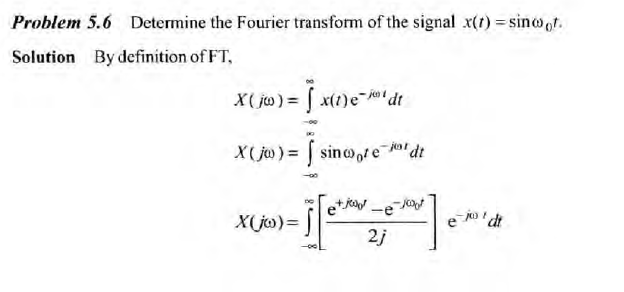 Problem 5.6 Determine the Fourier transform of the signal x(t) = sinω₀t.
Solution By definition of FT,
X(jω) = ∫_{-∞}^{∞} x(t)e^{-jωt}dt
X(jω) = ∫_{-∞}^{∞} sinω₀t e^{-jωt}dt
X(jω) = ∫_{-∞}^{∞} [(e^{+jω₀t} - e^{-jω₀t}) / 2j] e^{-jωt}dt